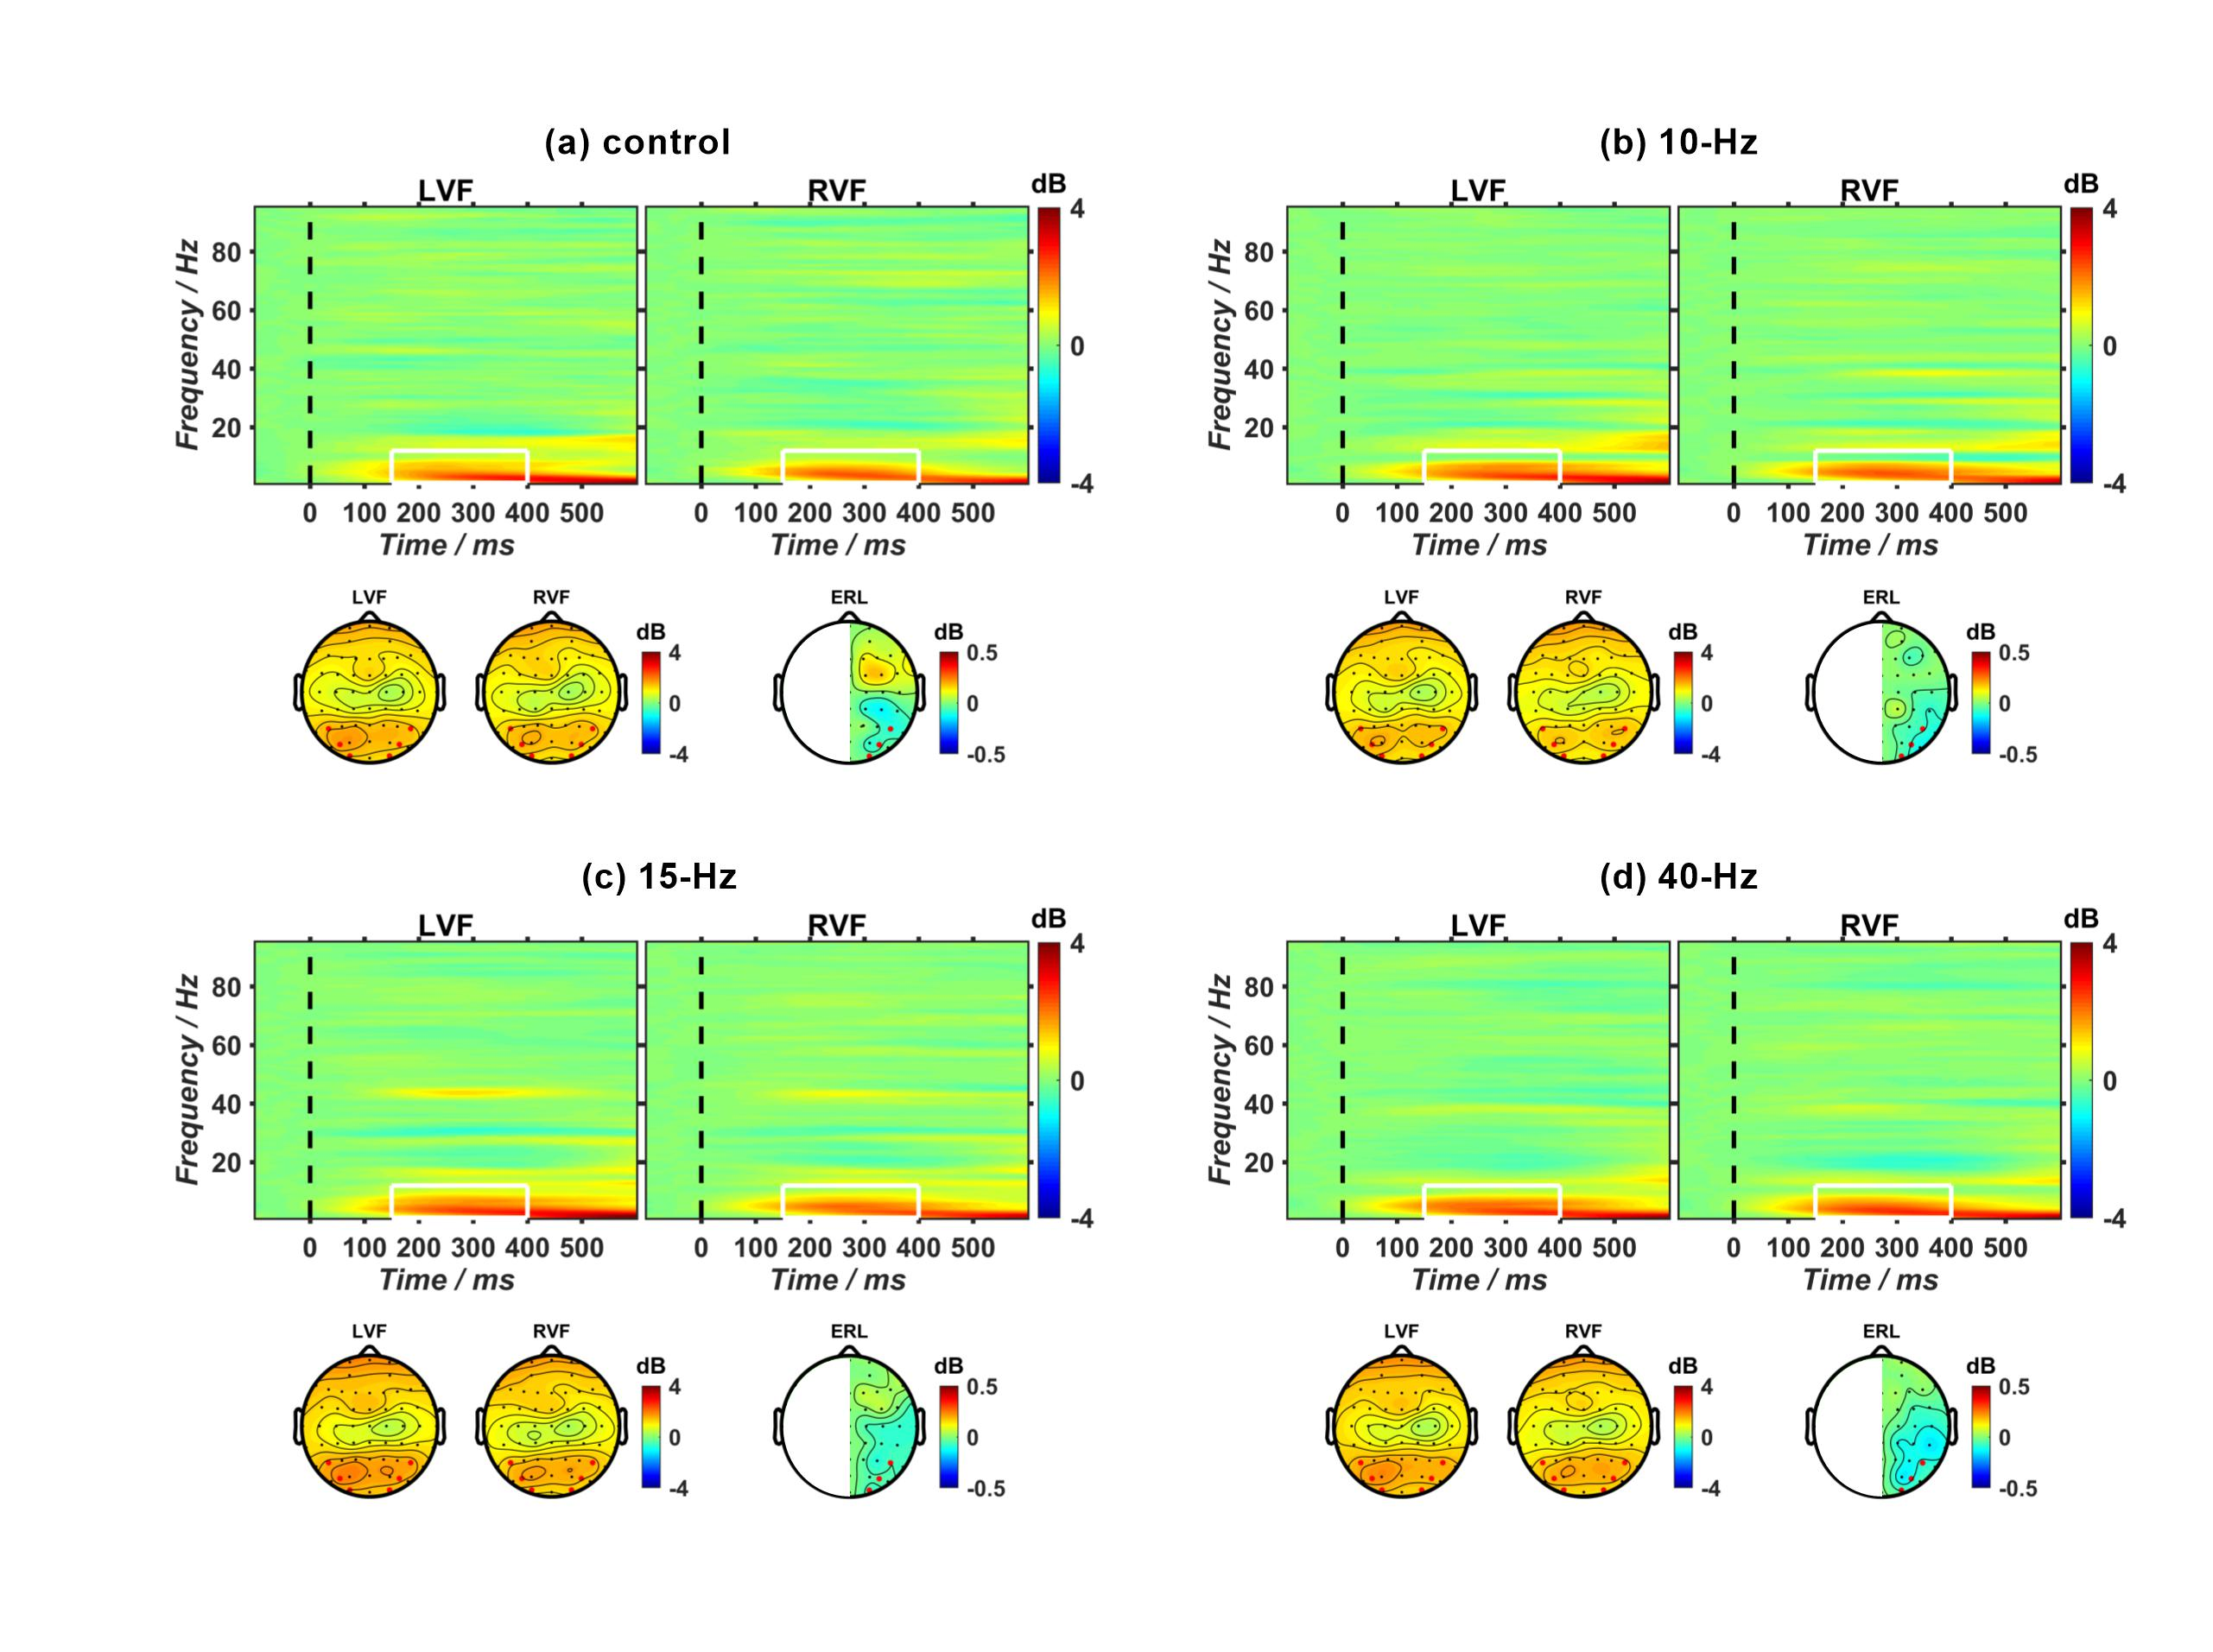 (a) control
(b) 10-Hz
LVF
RVF
dB
LVF
RVF
dB
4
0
-4
4
0
-4
Frequency / Hz
80
60
40
20
Frequency / Hz
80
60
40
20
0 100 200 300 400 500
0 100 200 300 400 500
0 100 200 300 400 500
0 100 200 300 400 500
Time / ms
Time / ms
Time / ms
Time / ms
LVF
RVF
ERL
LVF
RVF
ERL
dB
4
0
-4
dB
0.5
0
-0.5
dB
4
0
-4
dB
0.5
0
-0.5
(c) 15-Hz
(d) 40-Hz
LVF
RVF
dB
LVF
RVF
dB
4
0
-4
4
0
-4
Frequency / Hz
80
60
40
20
Frequency / Hz
80
60
40
20
0 100 200 300 400 500
0 100 200 300 400 500
0 100 200 300 400 500
0 100 200 300 400 500
Time / ms
Time / ms
Time / ms
Time / ms
LVF
RVF
ERL
LVF
RVF
ERL
dB
4
0
-4
dB
0.5
0
-0.5
dB
4
0
-4
dB
0.5
0
-0.5